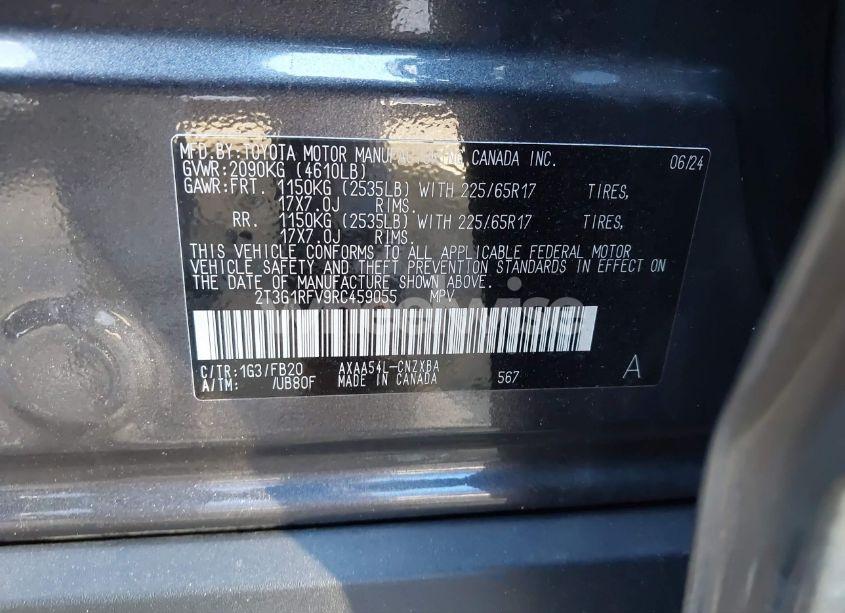 MFD.BY:TOYOTA MOTOR MANUFACTURING CANADA INC. 06/24
GVWR:2090KG (4610LB)
GAWR:FRT. 1150KG (2535LB) WITH 225/65R17 TIRES,
17X7.0J RIMS.
RR. 1150KG (2535LB) WITH 225/65R17 TIRES,
17X7.0J RIMS.
THIS VEHICLE CONFORMS TO ALL APPLICABLE FEDERAL MOTOR
VEHICLE SAFETY AND THEFT PREVENTION STANDARDS IN EFFECT ON
THE DATE OF MANUFACTURE SHOWN ABOVE.
2T3G1RFV9RC459055 MPV
C/TR:1G3/FB20 AXAA54L-CNZXBA A
A/TM: /UB80F MADE IN CANADA 567